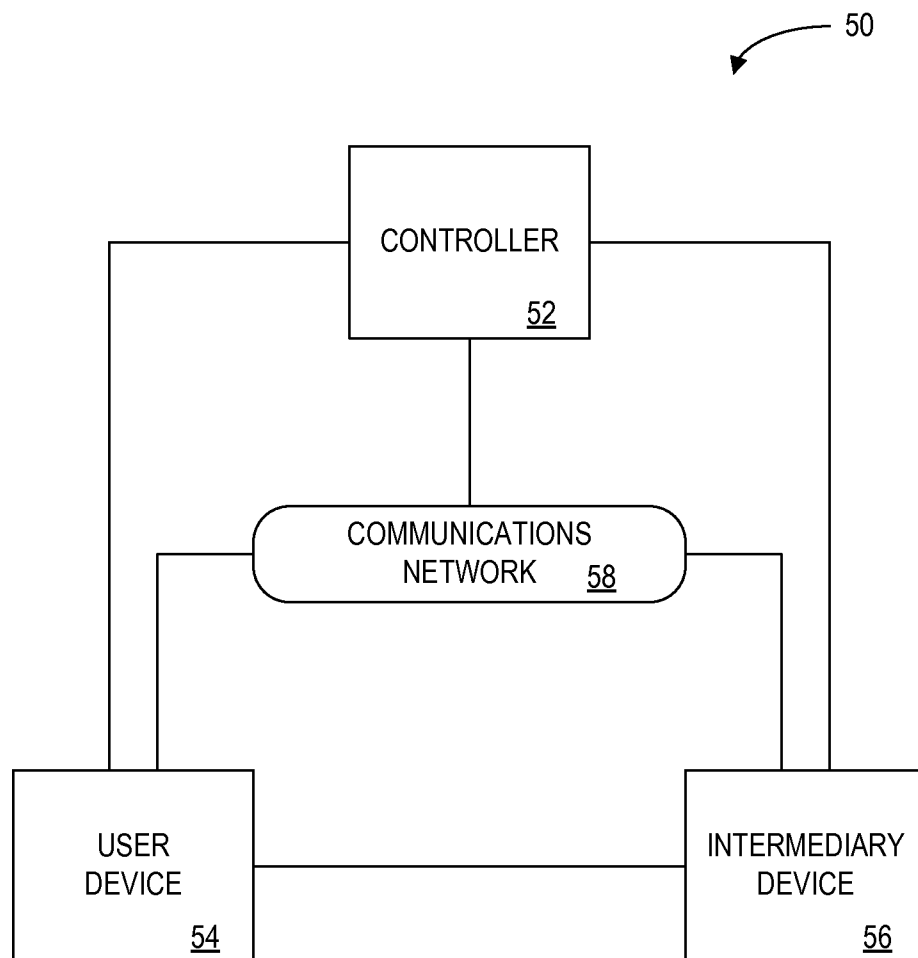 50
CONTROLLER
52
COMMUNICATIONS
NETWORK 58
USER
DEVICE
54
INTERMEDIARY
DEVICE
56